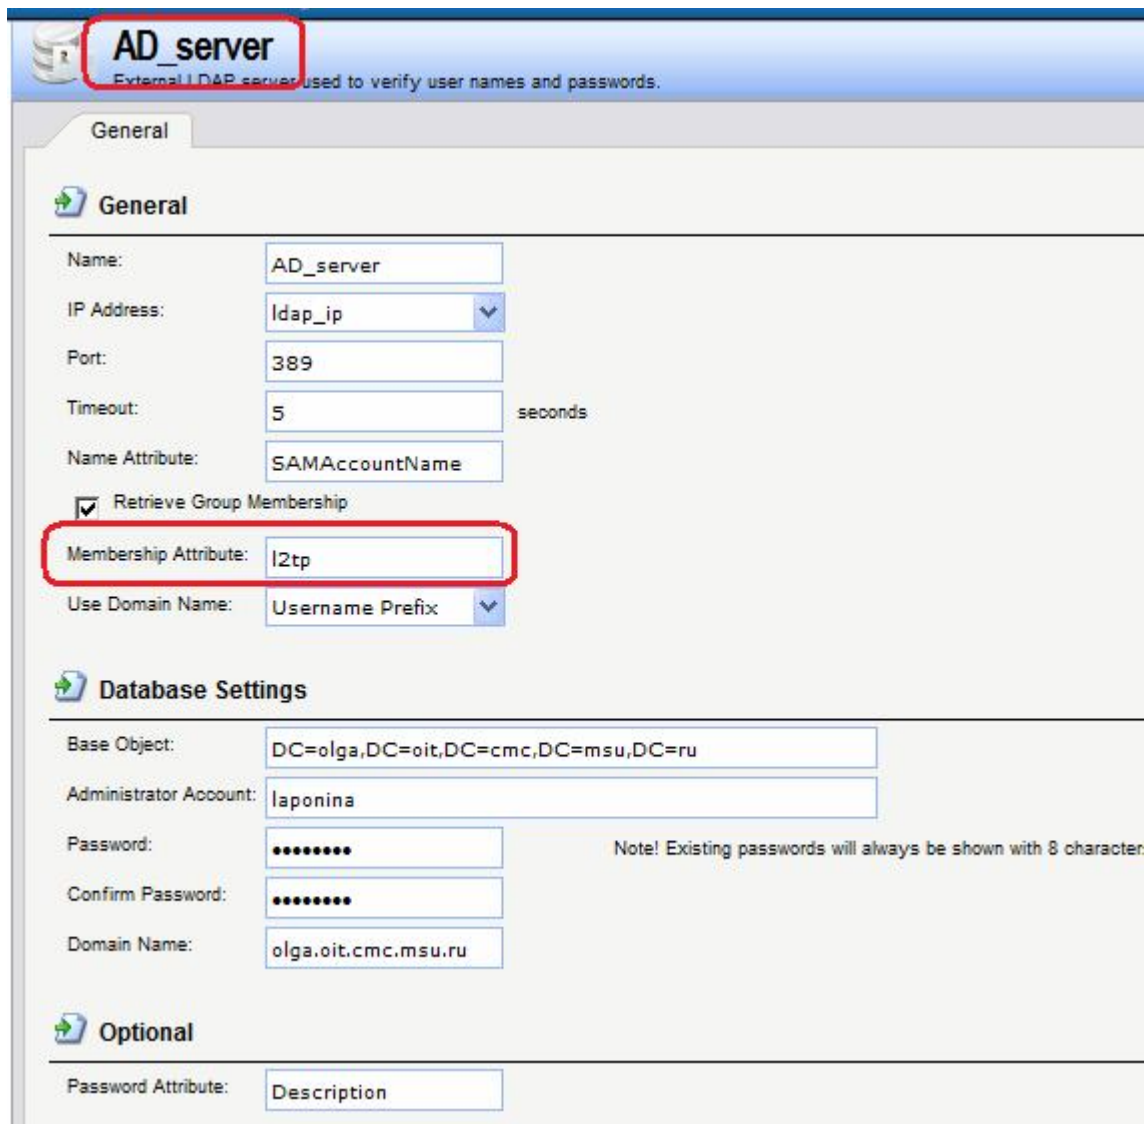 AD_server
External LDAP server used to verify user names and passwords.
General
General
Name: AD_server
IP Address: ldap_ip
Port: 389
Timeout: 5 seconds
Name Attribute: SAMAccountName
Retrieve Group Membership
Membership Attribute: l2tp
Use Domain Name: Username Prefix
Database Settings
Base Object: DC=olga,DC=oit,DC=cmc,DC=msu,DC=ru
Administrator Account: laponina
Password: ●●●●●●●● Note! Existing passwords will always be shown with 8 character
Confirm Password: ●●●●●●●●
Domain Name: olga.oit.cmc.msu.ru
Optional
Password Attribute: Description